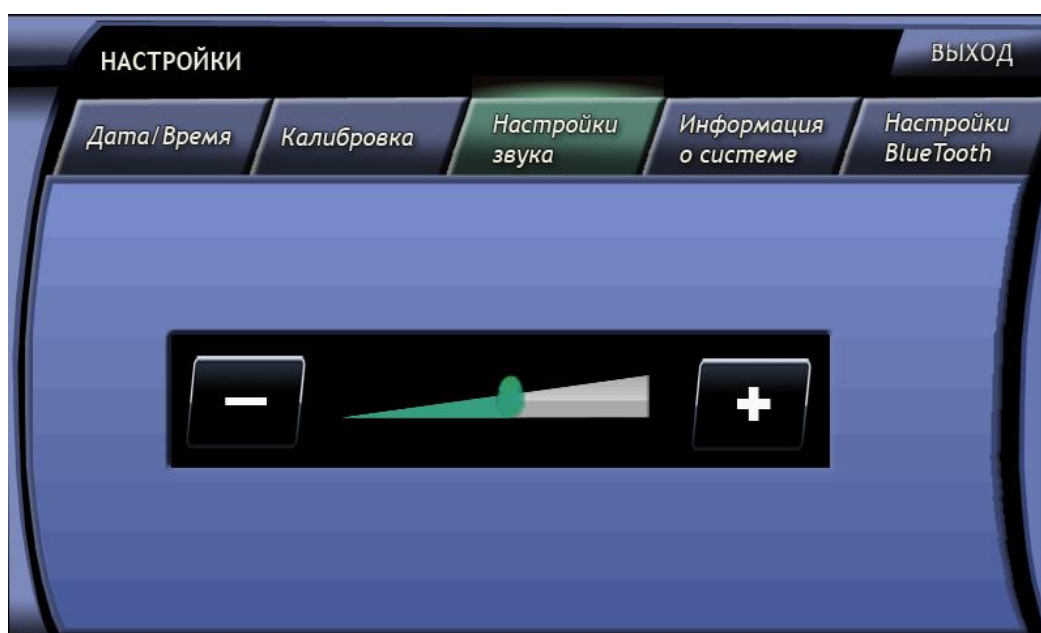 НАСТРОЙКИ
ВЫХОД
Дата/Время
Калибровка
Настройки
звука
Информация
о системе
Настройки
BlueTooth